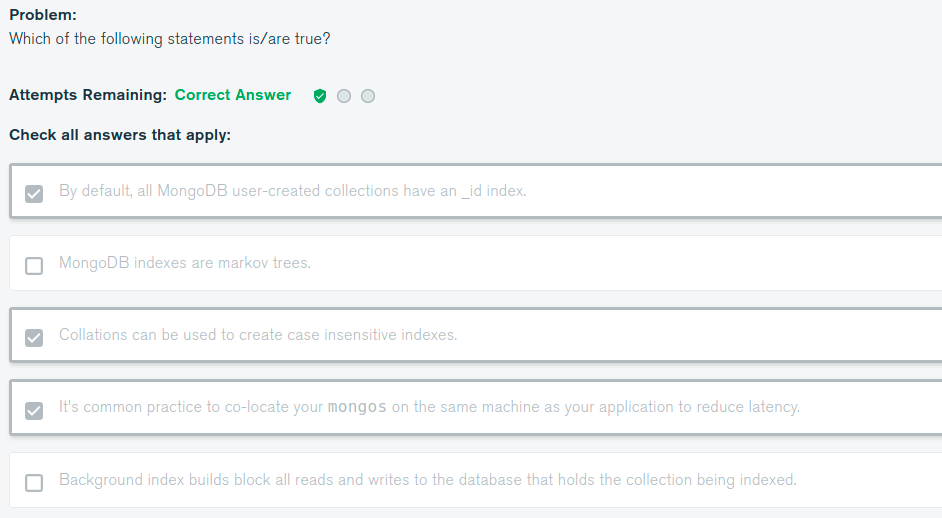 Problem:
Which of the following statements is/are true?
Attempts Remaining: Correct Answer
Check all answers that apply:
By default, all MongoDB user-created collections have an _id index.
MongoDB indexes are markov trees.
Collations can be used to create case insensitive indexes.
It's common practice to co-locate your mongos on the same machine as your application to reduce latency.
Background index builds block all reads and writes to the database that holds the collection being indexed.